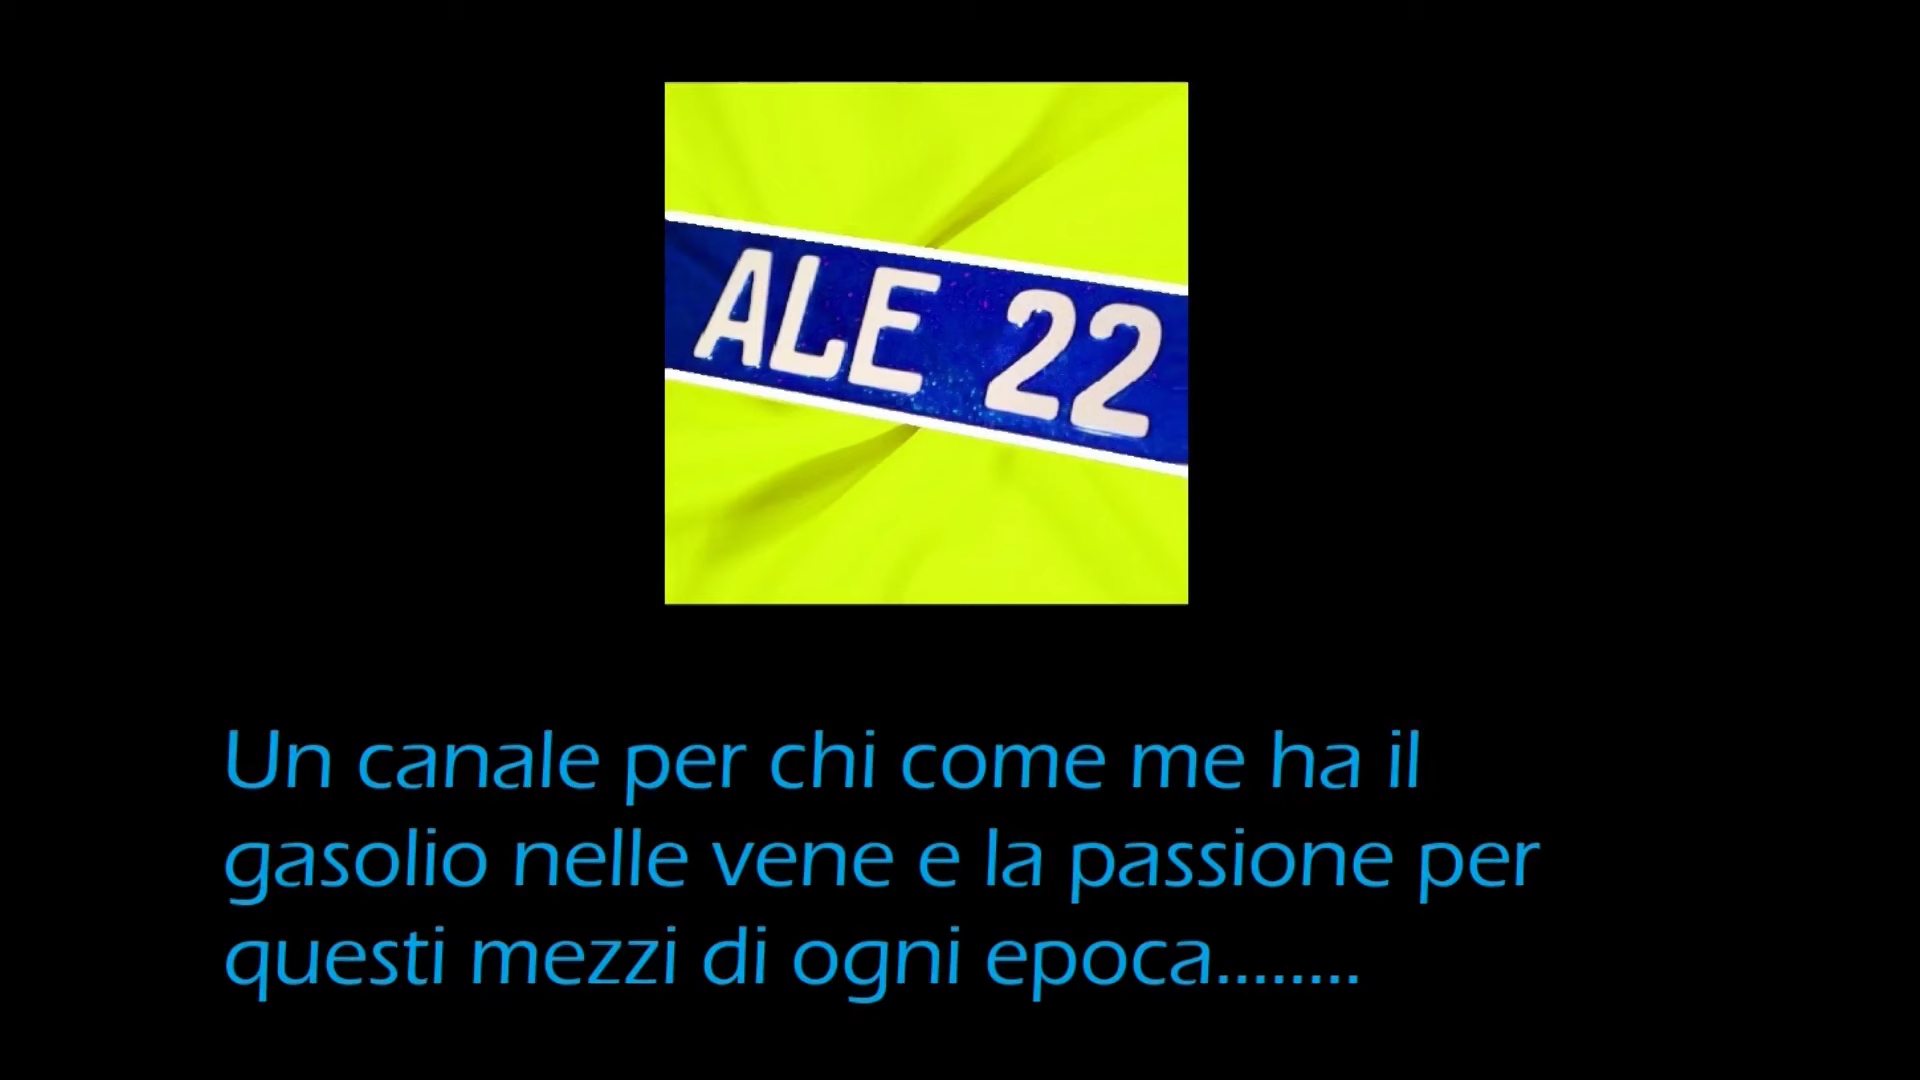 ALE 22
Un canale per chi come me ha il
gasolio nelle vene e la passione per
questi mezzi di ogni epoca........